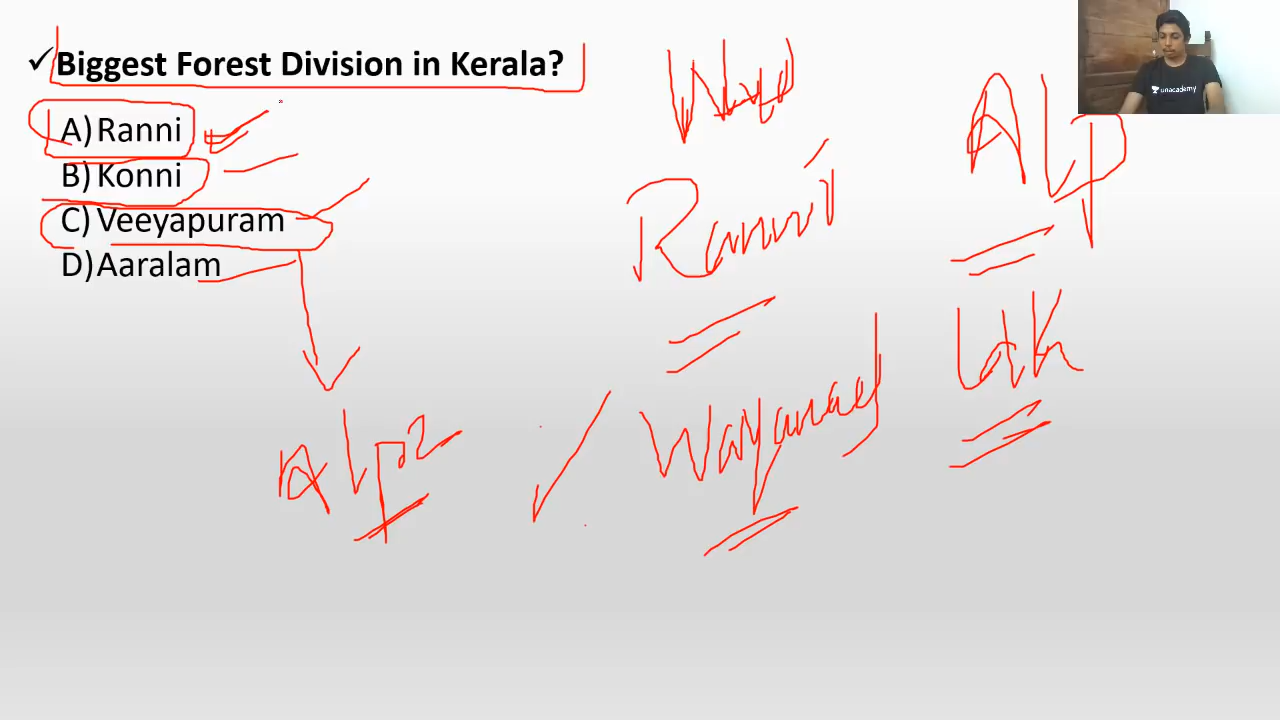 ✓ Biggest Forest Division in Kerala?
A) Ranni
B) Konni
C) Veeyapuram
D) Aaralam
Ranni
Wayanad
ALP
unacademy